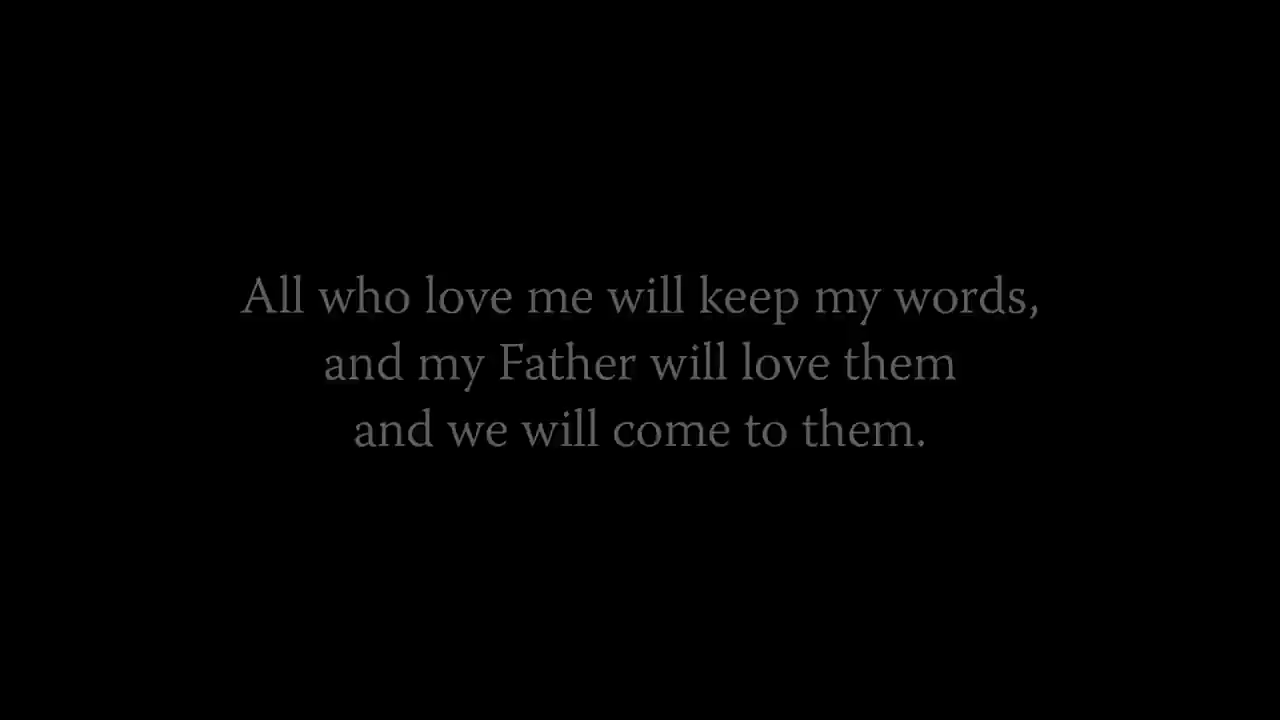 All who love me will keep my words,
and my Father will love them
and we will come to them.